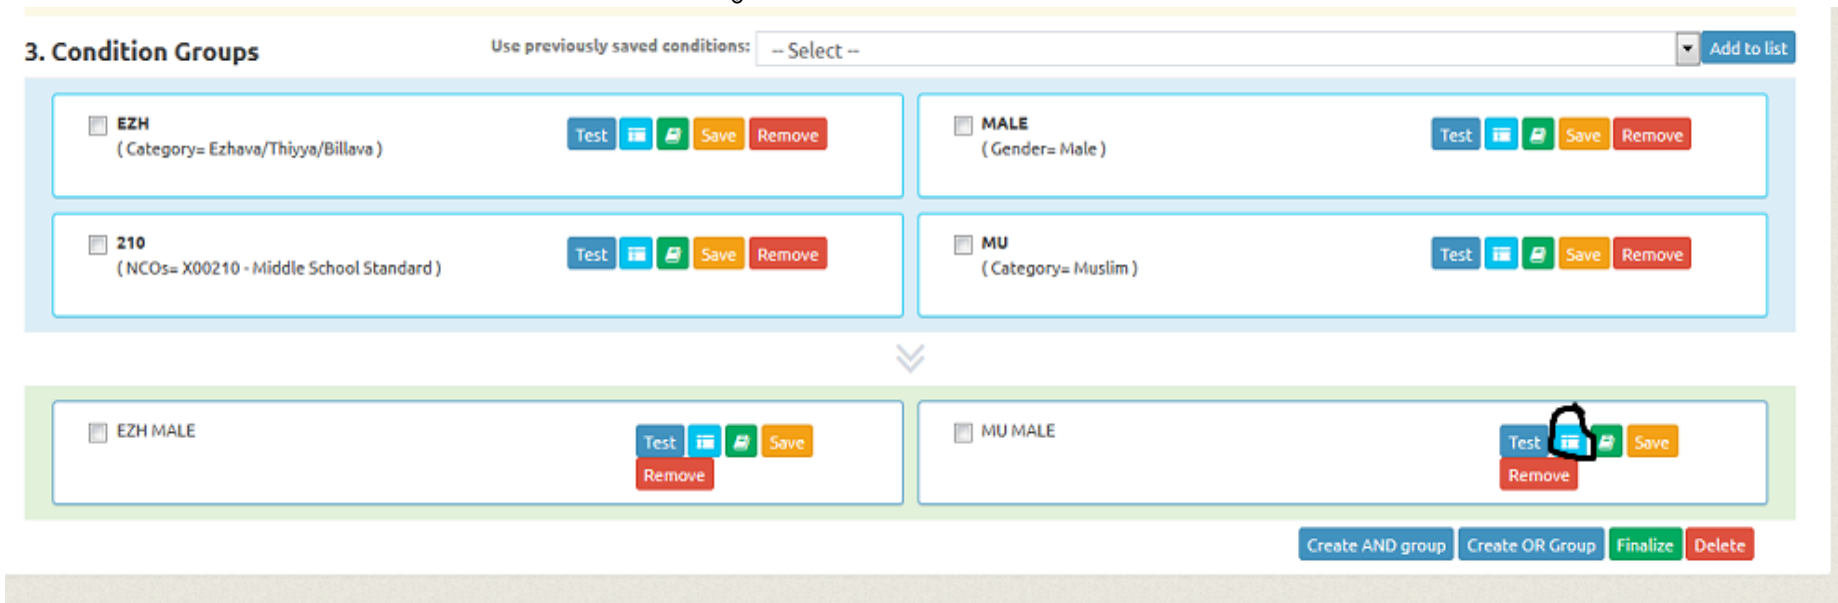 3. Condition Groups Use previously saved conditions: -- Select -- Add to list
EZH
( Category= Ezhava/Thiyya/Billava ) Test Save Remove
MALE
( Gender= Male ) Test Save Remove
210
( NCOs= X00210 - Middle School Standard ) Test Save Remove
MU
( Category= Muslim ) Test Save Remove
EZH MALE
Test Save
Remove
MU MALE
Test Save
Remove
Create AND group Create OR Group Finalize Delete